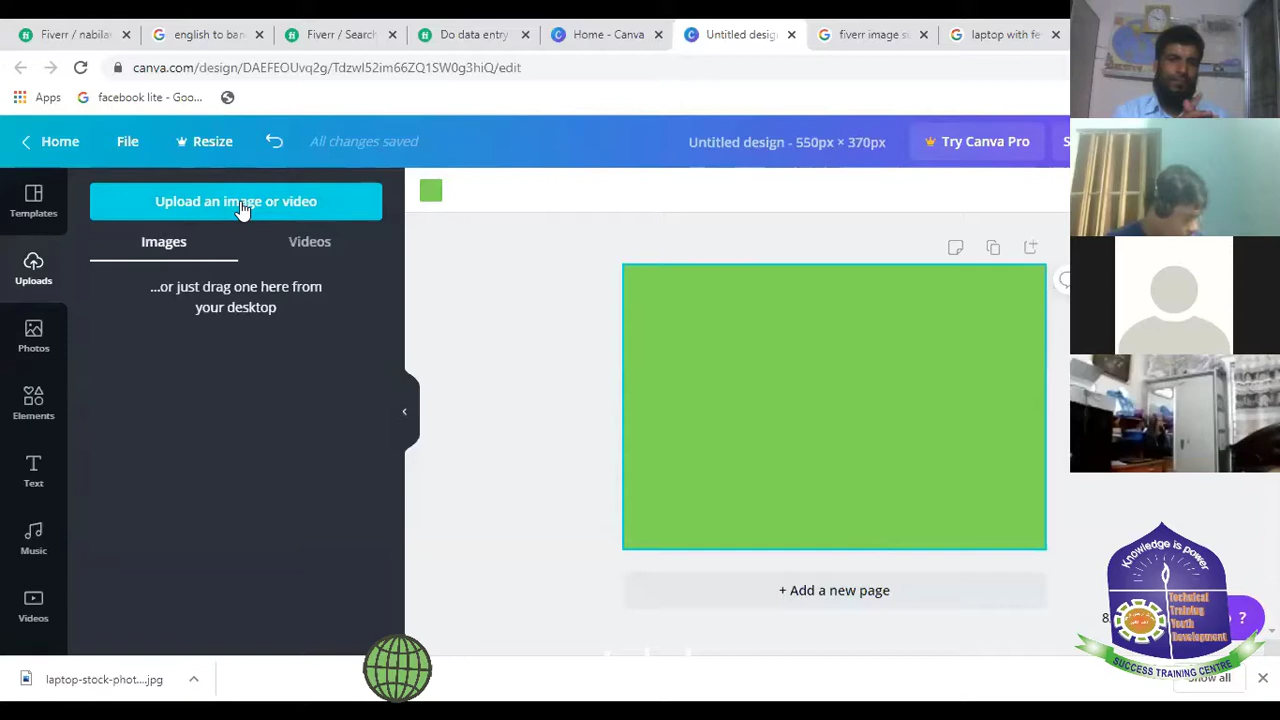 Fiverr / nabila
english to ban
Fiverr / Search
Do data entry
Home - Canva
Untitled desig
fiverr image s
laptop with fe
canva.com/design/DAEFEOUvq2g/TdzwI52im66ZQ1SW0g3hiQ/edit
Apps
facebook lite - Goo...
Home
File
Resize
All changes saved
Untitled design - 550px × 370px
Try Canva Pro
S
Templates
Uploads
Photos
Elements
Text
Music
Videos
Upload an image or video
Images
Videos
...or just drag one here from
your desktop
+ Add a new page
8
?
Knowledge is power
Technical
Training
Youth
Development
SUCCESS TRAINING CENTRE
laptop-stock-phot....jpg
Show all